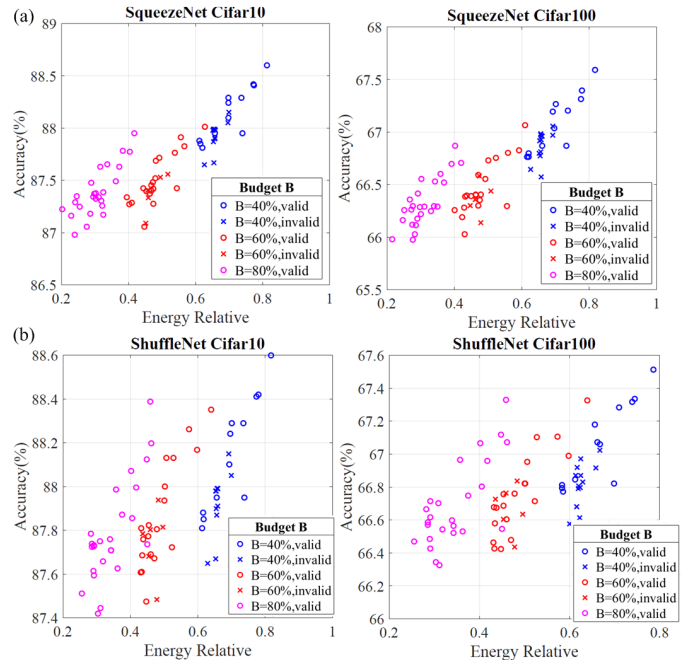 (a)
SqueezeNet Cifar10
SqueezeNet Cifar100
Accuracy(%)
89
88.5
88
87.5
87
86.5
0.2
0.4
0.6
0.8
1
Energy Relative
Budget B
B=40%,valid
B=40%,invalid
B=60%,valid
B=60%,invalid
B=80%,valid
Accuracy(%)
68
67.5
67
66.5
66
65.5
0.2
0.4
0.6
0.8
1
Energy Relative
Budget B
B=40%,valid
B=40%,invalid
B=60%,valid
B=60%,invalid
B=80%,valid
(b)
ShuffleNet Cifar10
ShuffleNet Cifar100
Accuracy(%)
88.6
88.4
88.2
88
87.8
87.6
87.4
0.2
0.4
0.6
0.8
1
Energy Relative
Budget B
B=40%,valid
B=40%,invalid
B=60%,valid
B=60%,invalid
B=80%,valid
Accuracy(%)
67.6
67.4
67.2
67
66.8
66.6
66.4
66.2
66
0.2
0.4
0.6
0.8
Energy Relative
Budget B
B=40%,valid
B=40%,invalid
B=60%,valid
B=60%,invalid
B=80%,valid